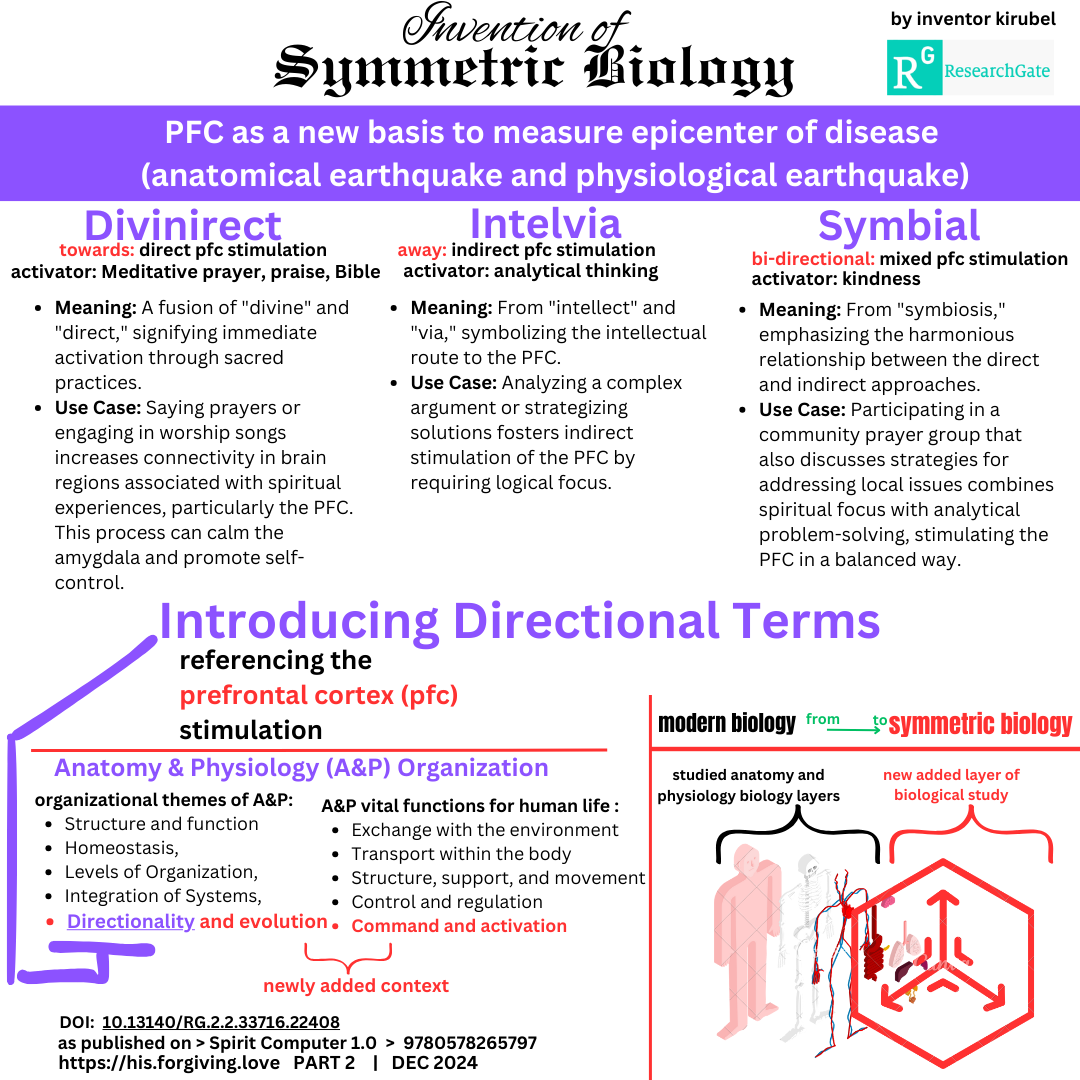 Invention of
Symmetric Biology
by inventor kirubel
RG
ResearchGate
PFC as a new basis to measure epicenter of disease
(anatomical earthquake and physiological earthquake)
Divinirect
towards: direct pfc stimulation
activator: Meditative prayer, praise, Bible
• Meaning: A fusion of "divine" and
"direct," signifying immediate
activation through sacred
practices.
• Use Case: Saying prayers or
engaging in worship songs
increases connectivity in brain
regions associated with spiritual
experiences, particularly the PFC.
This process can calm the
amygdala and promote self-
control.
Intelvia
away: indirect pfc stimulation
activator: analytical thinking
• Meaning: From "intellect" and
"via," symbolizing the intellectual
route to the PFC.
• Use Case: Analyzing a complex
argument or strategizing
solutions fosters indirect
stimulation of the PFC by
requiring logical focus.
Symbial
bi-directional: mixed pfc stimulation
activator: kindness
• Meaning: From "symbiosis,"
emphasizing the harmonious
relationship between the direct
and indirect approaches.
• Use Case: Participating in a
community prayer group that
also discusses strategies for
addressing local issues combines
spiritual focus with analytical
problem-solving, stimulating the
PFC in a balanced way.
Introducing Directional Terms
referencing the
prefrontal cortex (pfc)
stimulation
Anatomy & Physiology (A&P) Organization
organizational themes of A&P:
• Structure and function
• Homeostasis,
• Levels of Organization,
• Integration of Systems,
• Directionality and evolution
A&P vital functions for human life :
• Exchange with the environment
• Transport within the body
• Structure, support, and movement
• Control and regulation
• Command and activation
newly added context
DOI: 10.13140/RG.2.2.33716.22408
as published on > Spirit Computer 1.0 > 9780578265797
https://his.forgiving.love PART 2 | DEC 2024
modern biology from to symmetric biology
studied anatomy and
physiology biology layers
new added layer of
biological study